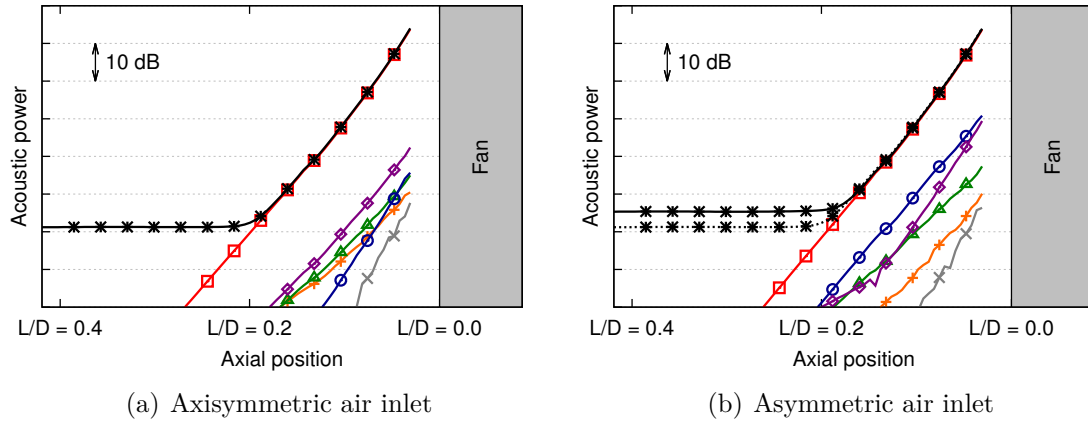 10 dB
Acoustic power
Fan
L/D = 0.4
L/D = 0.2
L/D = 0.0
Axial position
(a) Axisymmetric air inlet
10 dB
Acoustic power
Fan
L/D = 0.4
L/D = 0.2
L/D = 0.0
Axial position
(b) Asymmetric air inlet